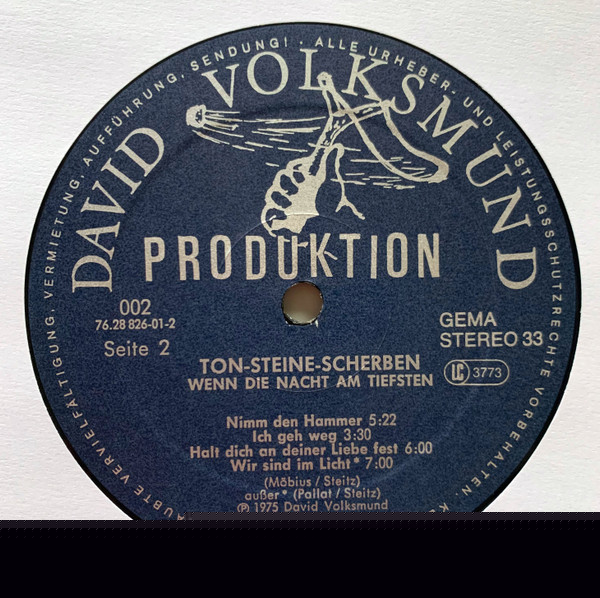 AUBTE VERVIELFÄLTIGUNG, VERMIETUNG, AUFFÜHRUNG, SENDUNG! · ALLE URHEBER- UND LEISTUNGSSCHUTZRECHTE VORBEHALTEN.
DAVID VOLKSMUND
PRODUKTION
002
76.28 826-01-2
Seite 2
GEMA
STEREO 33
LC 3773
TON-STEINE-SCHERBEN
WENN DIE NACHT AM TIEFSTEN
Nimm den Hammer 5:22
Ich geh weg 3:30
Halt dich an deiner Liebe fest 6:00
Wir sind im Licht* 7:00
(Möbius / Steitz)
außer* (Pallat / Steitz)
Ⓟ 1975 David Volksmund